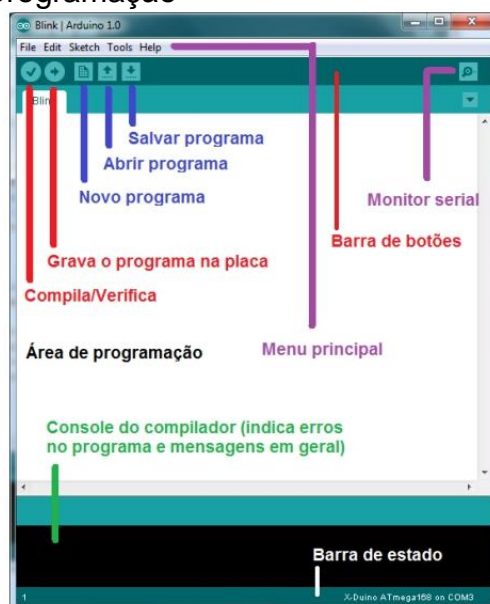 programação
Blink | Arduino 1.0
File Edit Sketch Tools Help
Blink
Salvar programa
Abrir programa
Novo programa
Monitor serial
Barra de botões
Grava o programa na placa
Compila/Verifica
Área de programação
Menu principal
Console do compilador (indica erros
no programa e mensagens em geral)
Barra de estado
1
X-Duino ATmega168 on COM3